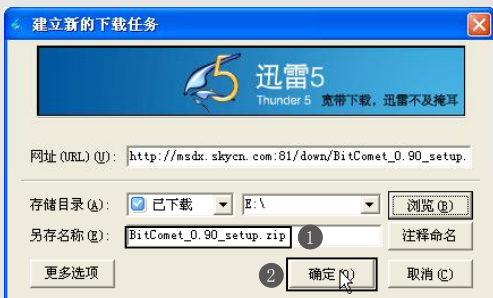 建立新的下载任务
迅雷5
Thunder 5 宽带下载，迅雷不及掩耳
网址(URL)(U): http://msdx.skycn.com:81/down/BitComet_0.90_setup.
存储目录(A): 已下载 E:\ 浏览(B)
另存名称(E): BitComet_0.90_setup.zip 1 注释命名
更多选项 2 确定 取消(C)